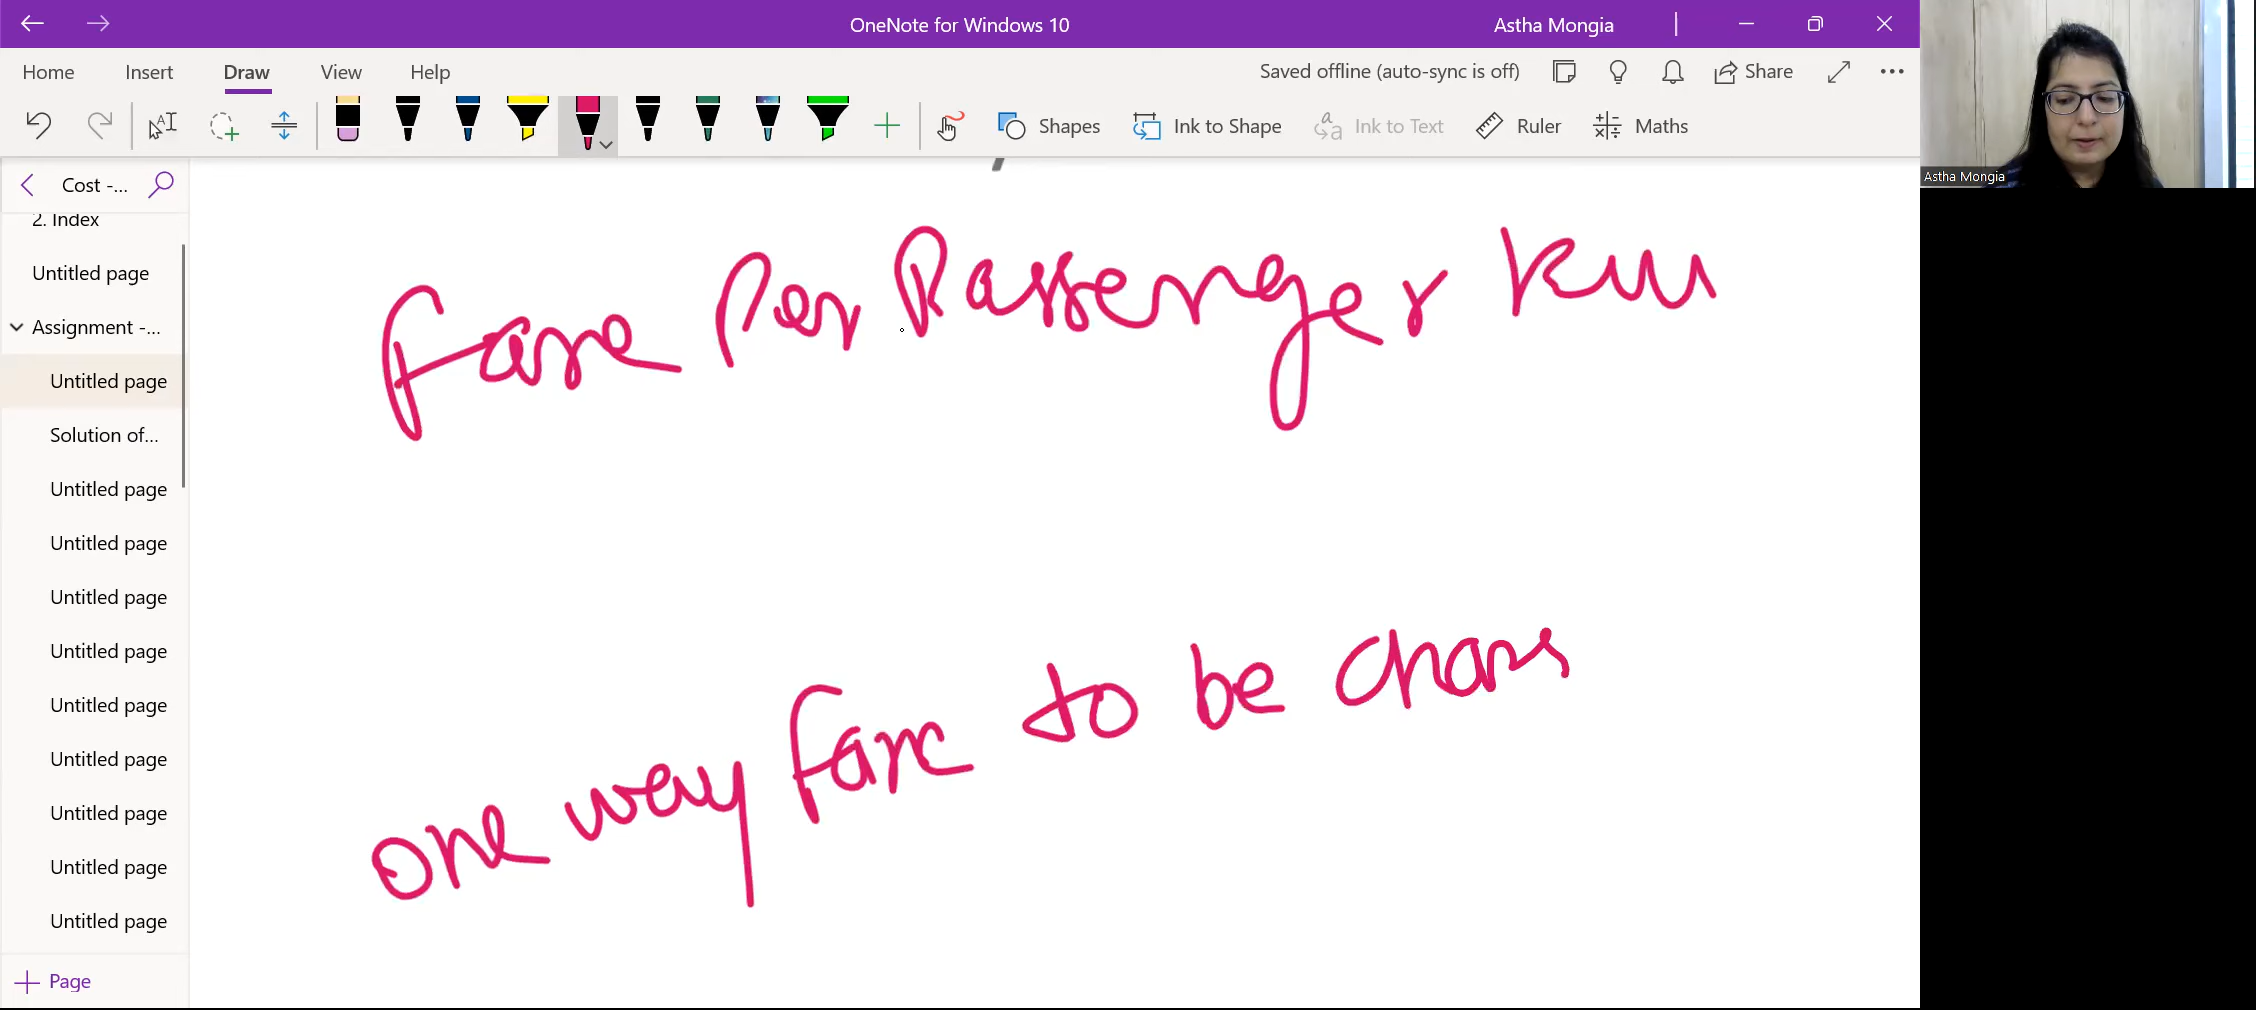 OneNote for Windows 10
Astha Mongia
Home Insert Draw View Help
Saved offline (auto-sync is off)
Share
Shapes
Ink to Shape
Ink to Text
Ruler
Maths
Cost -...
2. Index
Untitled page
Assignment -...
Untitled page
Solution of...
Untitled page
Untitled page
Untitled page
Untitled page
Untitled page
Untitled page
Untitled page
Untitled page
Untitled page
Page
Fare Per Passenger km
one way fare to be
Astha Mongia